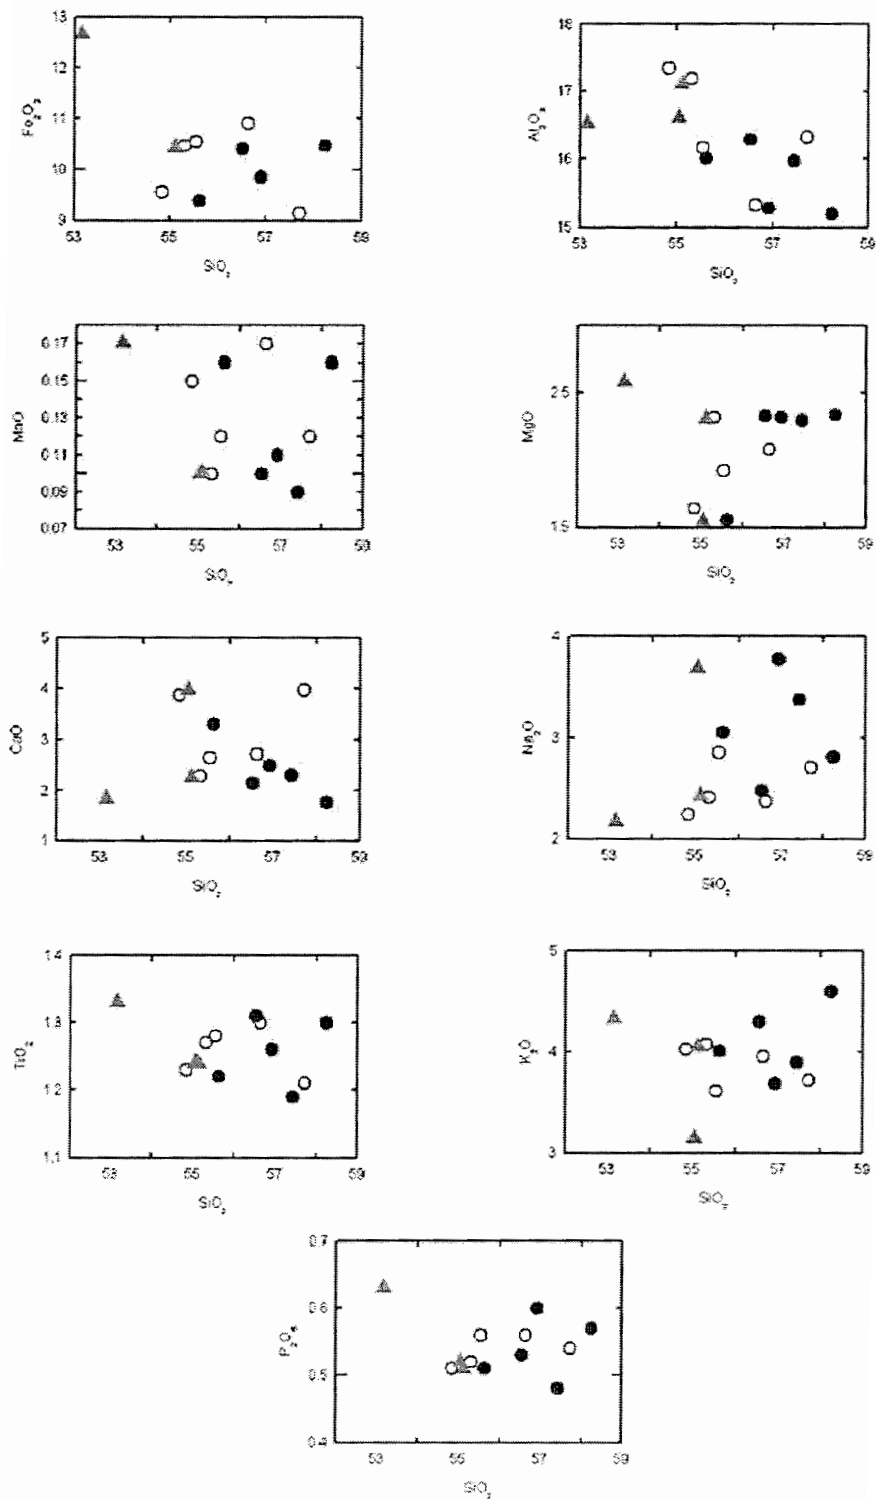 13
12
11
10
9
53 55 57 59
Fe₂O₃
SiO₂
18
17
16
15
53 55 57 59
Al₂O₃
SiO₂
0.17
0.15
0.13
0.11
0.09
0.07
53 55 57 59
MnO
SiO₂
2.5
1.5
53 55 57 59
MgO
SiO₂
5
4
3
2
1
53 55 57 59
CaO
SiO₂
4
3
2
53 55 57 59
Na₂O
SiO₂
1.4
1.3
1.2
1.1
53 55 57 59
TiO₂
SiO₂
5
4
3
53 55 57 59
K₂O
SiO₂
0.7
0.6
0.5
0.4
53 55 57 59
P₂O₅
SiO₂